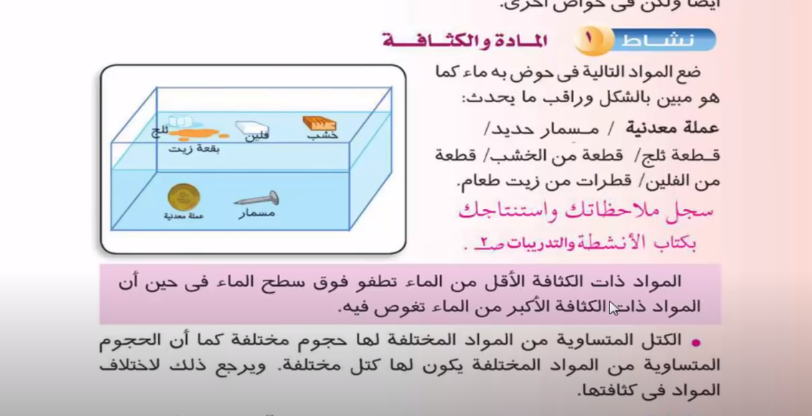 أيضًا ولكن فى حواض أخرى.
نشاط ١ المادة والكثافة
ضع المواد التالية فى حوض به ماء كما
هو مبين بالشكل وراقب ما يحدث:
عملة معدنية / مسمار حديد/
قطعة ثلج/ قطعة من الخشب/ قطعة
من الفلين/ قطرات من زيت طعام.
سجل ملاحظاتك واستنتاجك
بكتاب الأنشطة والتدريبات صـ ٢ .
خشب
فلين
ثلج
بقعة زيت
مسمار
عملة معدنية
المواد ذات الكثافة الأقل من الماء تطفو فوق سطح الماء فى حين أن
المواد ذات الكثافة الأكبر من الماء تغوص فيه.
• الكتل المتساوية من المواد المختلفة لها حجوم مختلفة كما أن الحجوم
المتساوية من المواد المختلفة يكون لها كتل مختلفة. ويرجع ذلك لاختلاف
المواد فى كثافتها.